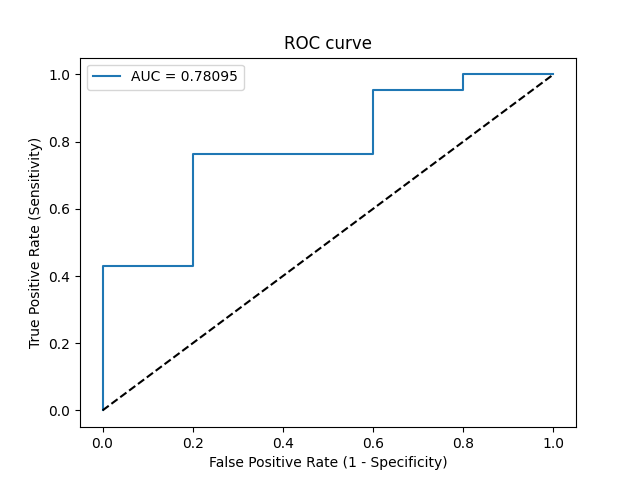 ROC curve
AUC = 0.78095
1.0
0.8
0.6
0.4
0.2
0.0
True Positive Rate (Sensitivity)
0.0 0.2 0.4 0.6 0.8 1.0
False Positive Rate (1 - Specificity)